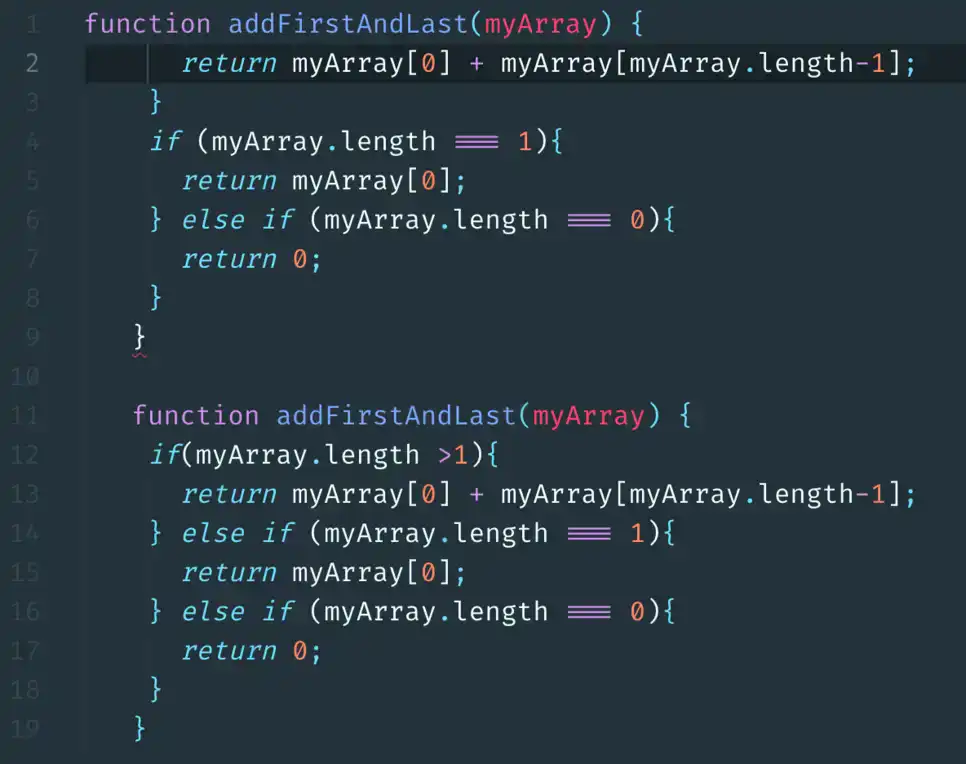 1 function addFirstAndLast(myArray) {
2 return myArray[0] + myArray[myArray.length-1];
3 }
4 if (myArray.length === 1){
5 return myArray[0];
6 } else if (myArray.length === 0){
7 return 0;
8 }
9 }
10
11 function addFirstAndLast(myArray) {
12 if(myArray.length >1){
13 return myArray[0] + myArray[myArray.length-1];
14 } else if (myArray.length === 1){
15 return myArray[0];
16 } else if (myArray.length === 0){
17 return 0;
18 }
19 }